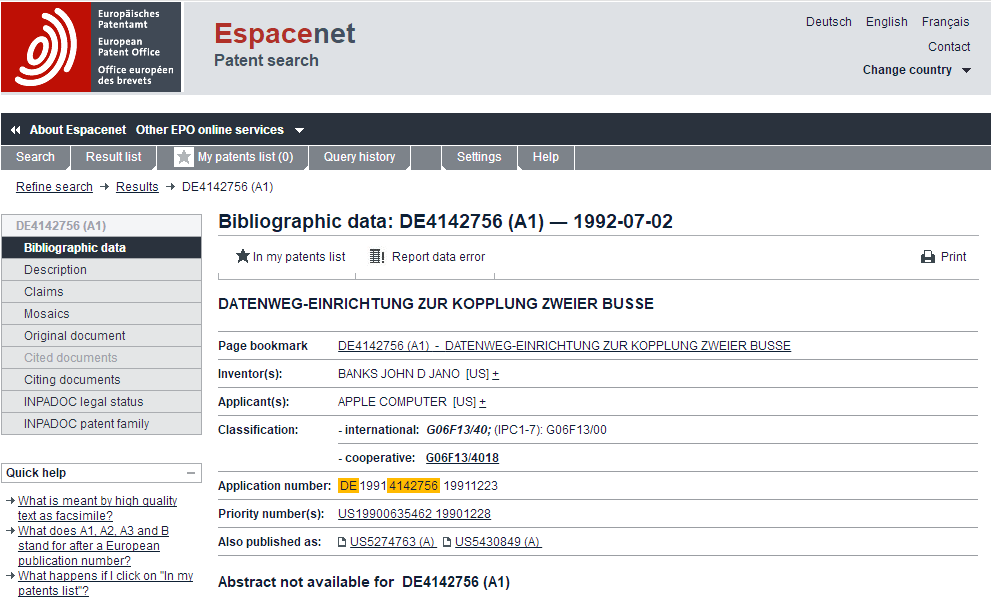 Europäisches
Patentamt
European
Patent Office
Office européen
des brevets
Espacenet
Patent search
Deutsch English Français
Contact
Change country
About Espacenet Other EPO online services
Search Result list My patents list (0) Query history Settings Help
Refine search → Results → DE4142756 (A1)
DE4142756 (A1)
Bibliographic data
Description
Claims
Mosaics
Original document
Cited documents
Citing documents
INPADOC legal status
INPADOC patent family
Quick help
→ What is meant by high quality
text as facsimile?
→ What does A1, A2, A3 and B
stand for after a European
publication number?
→ What happens if I click on "In my
patents list"?
Bibliographic data: DE4142756 (A1) — 1992-07-02
In my patents list Report data error Print
DATENWEG-EINRICHTUNG ZUR KOPPLUNG ZWEIER BUSSE
Page bookmark DE4142756 (A1) - DATENWEG-EINRICHTUNG ZUR KOPPLUNG ZWEIER BUSSE
Inventor(s): BANKS JOHN D JANO [US] +
Applicant(s): APPLE COMPUTER [US] +
Classification: - international: G06F13/40; (IPC1-7): G06F13/00
- cooperative: G06F13/4018
Application number: DE19914142756 19911223
Priority number(s): US19900635462 19901228
Also published as: US5274763 (A) US5430849 (A)
Abstract not available for DE4142756 (A1)